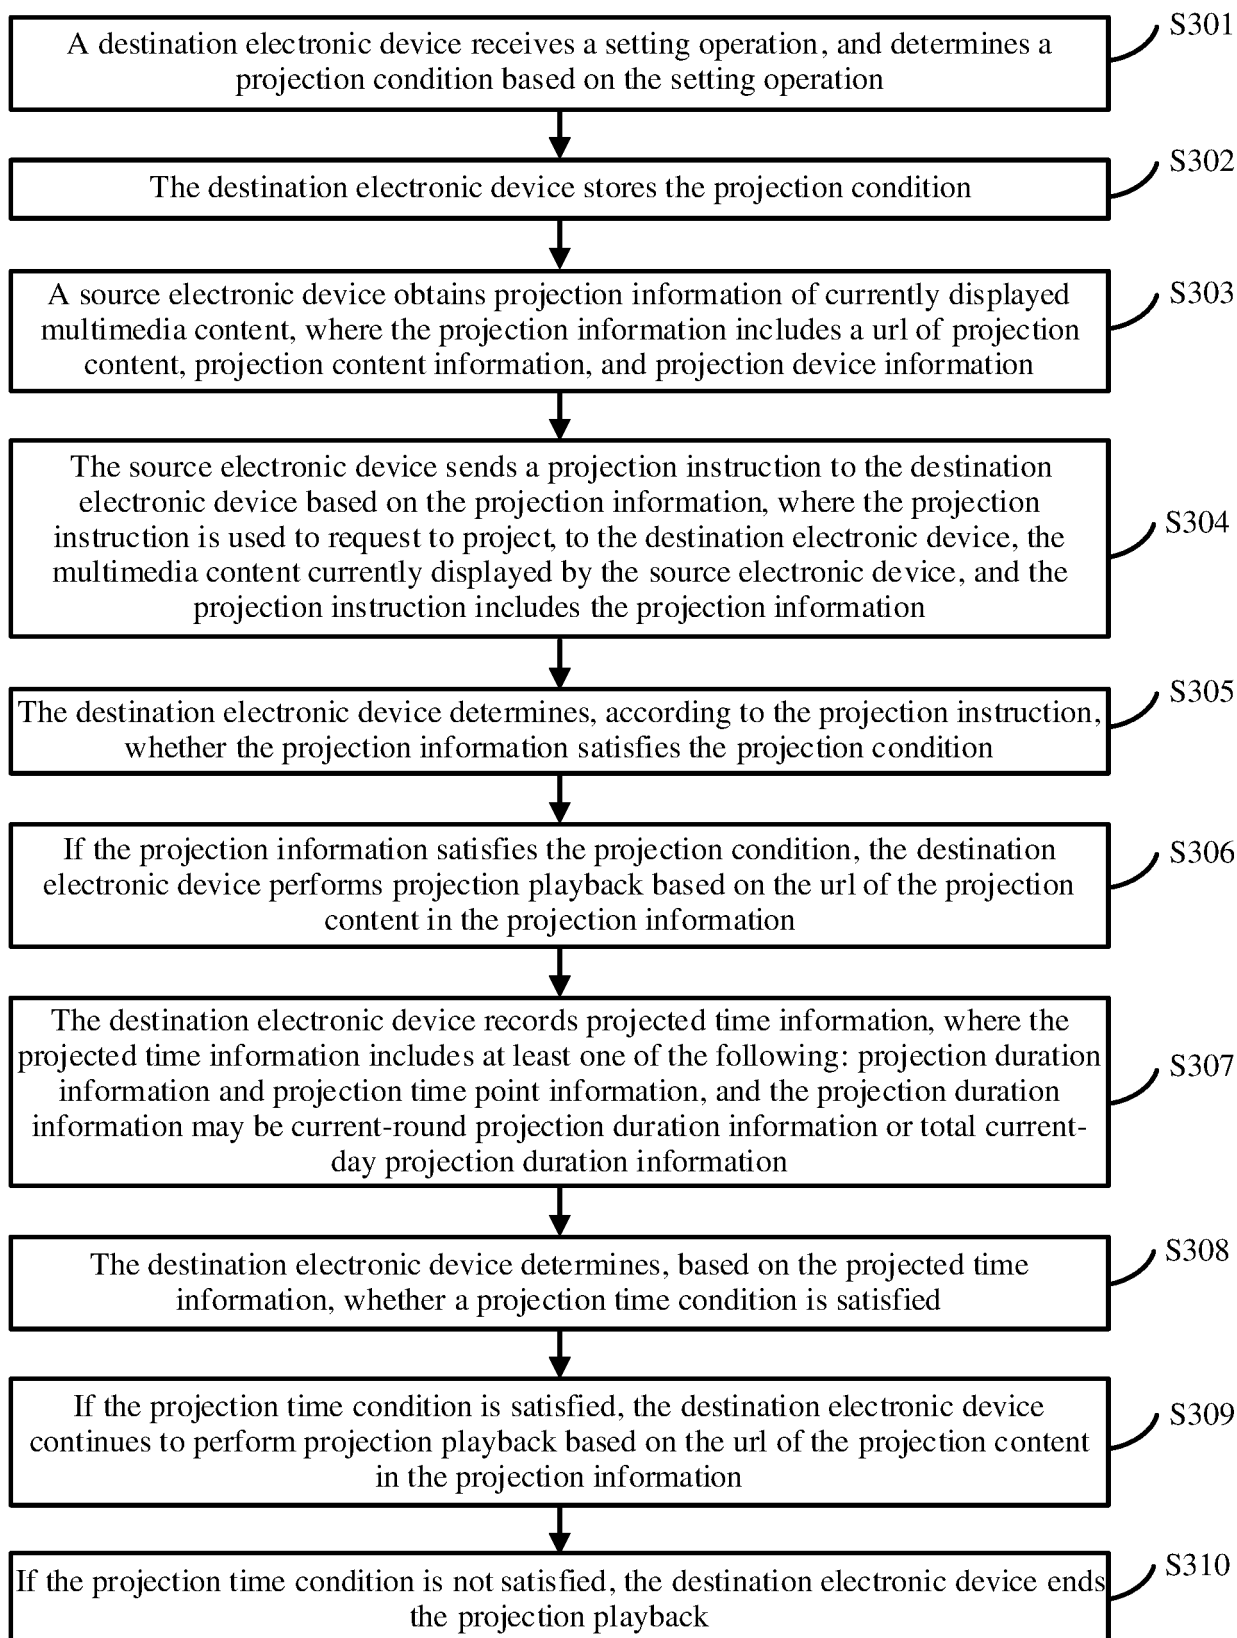 A destination electronic device receives a setting operation, and determines a
projection condition based on the setting operation
S301
The destination electronic device stores the projection condition
S302
A source electronic device obtains projection information of currently displayed
multimedia content, where the projection information includes a url of projection
content, projection content information, and projection device information
S303
The source electronic device sends a projection instruction to the destination
electronic device based on the projection information, where the projection
instruction is used to request to project, to the destination electronic device, the
multimedia content currently displayed by the source electronic device, and the
projection instruction includes the projection information
S304
The destination electronic device determines, according to the projection instruction,
whether the projection information satisfies the projection condition
S305
If the projection information satisfies the projection condition, the destination
electronic device performs projection playback based on the url of the projection
content in the projection information
S306
The destination electronic device records projected time information, where the
projected time information includes at least one of the following: projection duration
information and projection time point information, and the projection duration
information may be current-round projection duration information or total current-
day projection duration information
S307
The destination electronic device determines, based on the projected time
information, whether a projection time condition is satisfied
S308
If the projection time condition is satisfied, the destination electronic device
continues to perform projection playback based on the url of the projection content
in the projection information
S309
If the projection time condition is not satisfied, the destination electronic device ends
the projection playback
S310